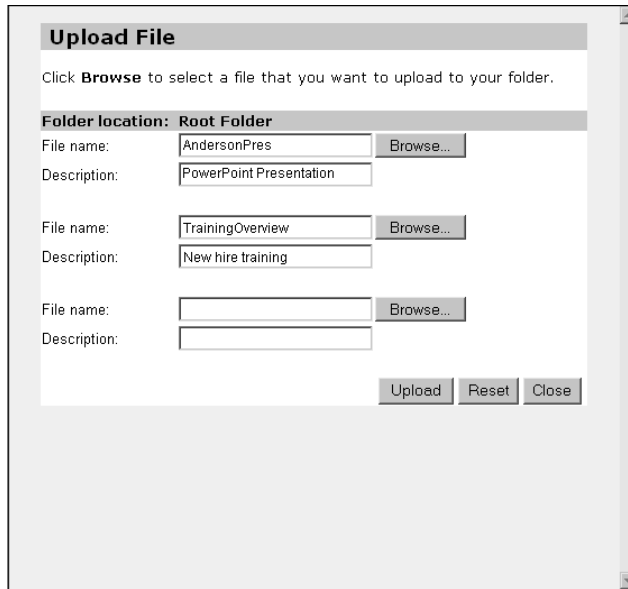 Upload File
Click Browse to select a file that you want to upload to your folder.
Folder location: Root Folder
File name: AndersonPres Browse...
Description: PowerPoint Presentation
File name: TrainingOverview Browse...
Description: New hire training
File name: Browse...
Description:
Upload Reset Close